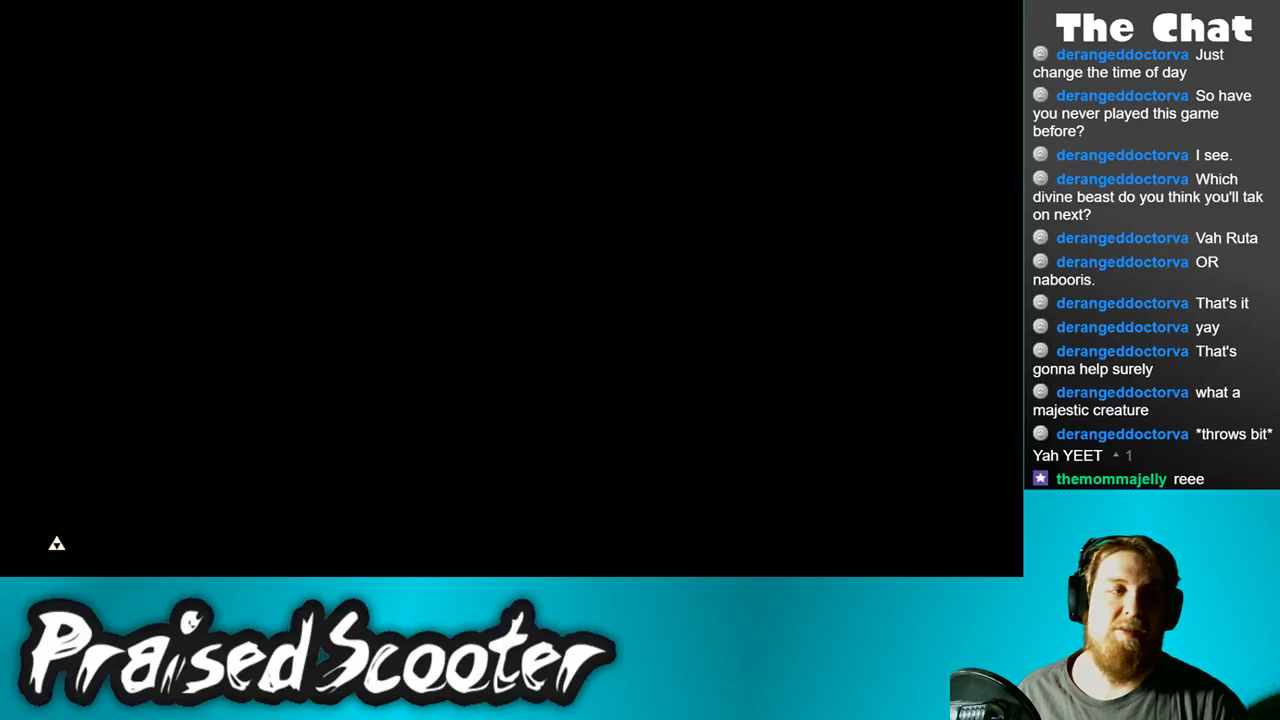 The Chat
derangeddoctorva Just
change the time of day
derangeddoctorva So have
you never played this game
before?
derangeddoctorva I see.
derangeddoctorva Which
divine beast do you think you'll tak
on next?
derangeddoctorva Vah Ruta
derangeddoctorva OR
nabooris.
derangeddoctorva That's it
derangeddoctorva yay
derangeddoctorva That's
gonna help surely
derangeddoctorva what a
majestic creature
derangeddoctorva *throws bit*
Yah YEET 1
themommajelly reee
PraisedScooter